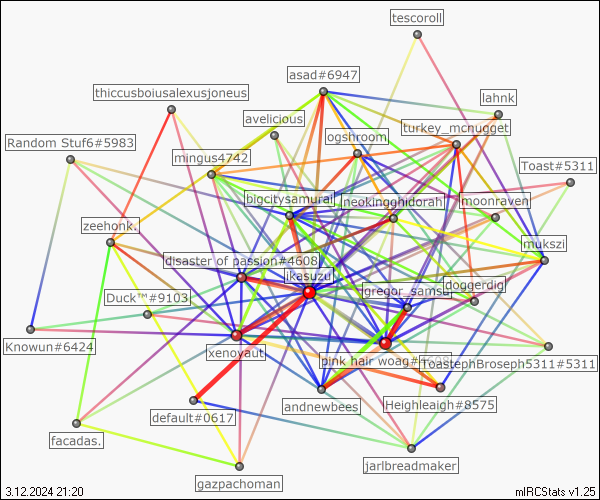 tescoroll
asad#6947
thiccusboiusalexusjoneus
lahnk
avelicious
turkey_mcnugget
ogshroom.
Random Stuf6#5983
mingus4742
Toast#5311
bigcitysamurai
neokingghidorah
moonraven
zeehonk.
mukszi
disaster of passion#4608
ikasuzu
doggerdig
gregor_samsa
Duck™#9103
Knowun#6424
xenoyaut
pink hair woag#4608
ToastephBroseph5311#5311
default#0617
andnewbees
Heighleigh#8575
facadas.
jarlbreadmaker
gazpachoman
3.12.2024 21:20
mIRCStats v1.25